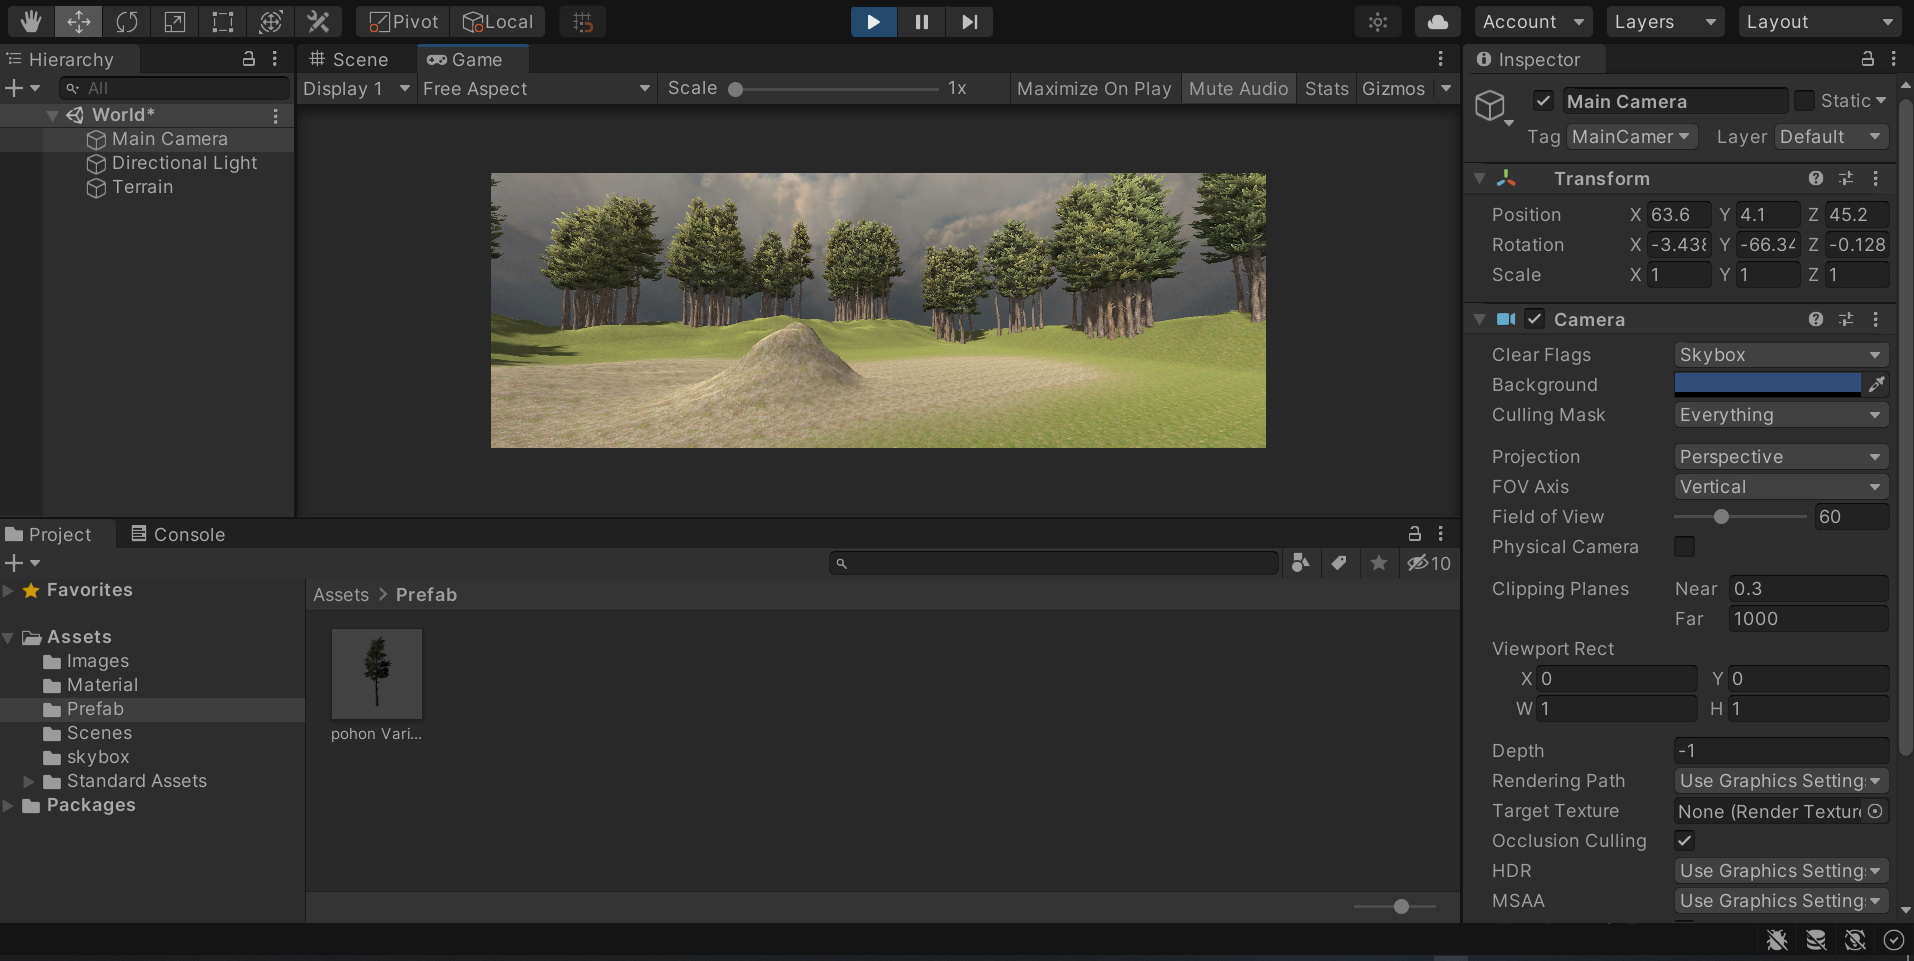 Pivot
Local
Account
Layers
Layout
Hierarchy
All
World*
Main Camera
Directional Light
Terrain
Scene
Game
Display 1
Free Aspect
Scale
1x
Maximize On Play
Mute Audio
Stats
Gizmos
Project
Console
10
Favorites
Assets
Images
Material
Prefab
Scenes
skybox
Standard Assets
Packages
Assets > Prefab
pohon Vari...
Inspector
Main Camera
Static
Tag MainCamer Layer Default
Transform
Position X 63.6 Y 4.1 Z 45.2
Rotation X -3.438 Y -66.34 Z -0.128
Scale X 1 Y 1 Z 1
Camera
Clear Flags Skybox
Background
Culling Mask Everything
Projection Perspective
FOV Axis Vertical
Field of View 60
Physical Camera
Clipping Planes Near 0.3
Far 1000
Viewport Rect
X 0 Y 0
W 1 H 1
Depth -1
Rendering Path Use Graphics Settings
Target Texture None (Render Texture
Occlusion Culling
HDR Use Graphics Settings
MSAA Use Graphics Settings